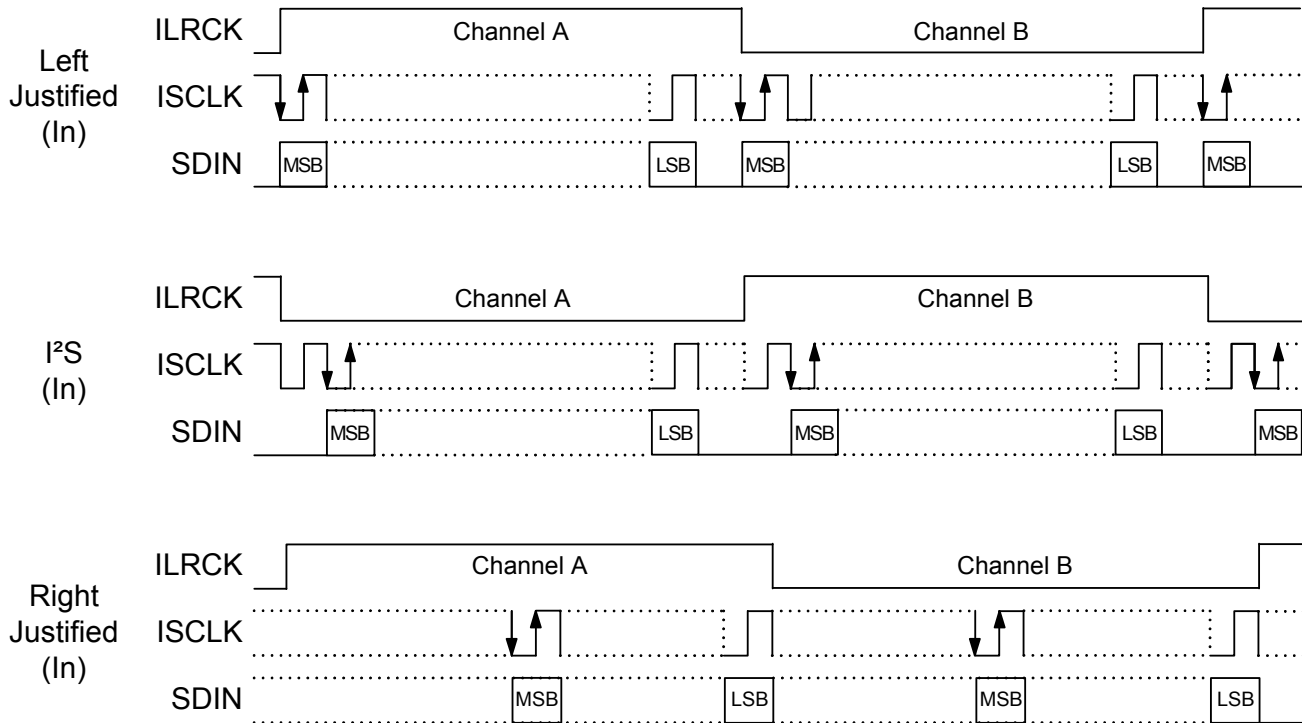 Left
Justified
(In)
ILRCK Channel A Channel B
ISCLK
SDIN MSB LSB MSB LSB MSB
I²S
(In)
ILRCK Channel A Channel B
ISCLK
SDIN MSB LSB MSB LSB MSB
Right
Justified
(In)
ILRCK Channel A Channel B
ISCLK
SDIN MSB LSB MSB LSB